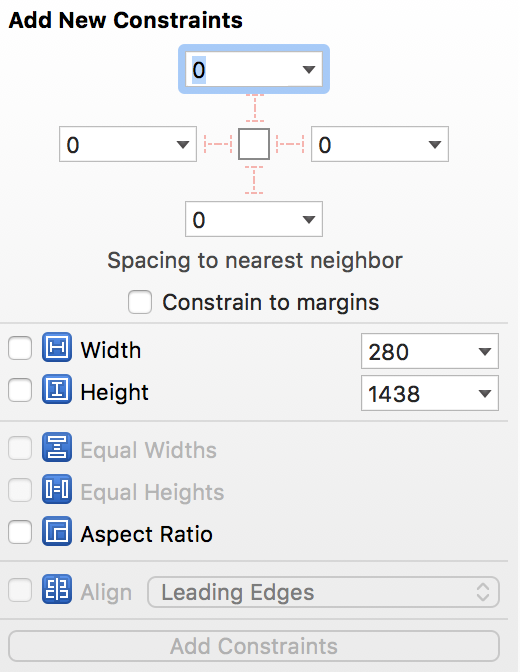 Add New Constraints
0
0
0
0
Spacing to nearest neighbor
Constrain to margins
Width
280
Height
1438
Equal Widths
Equal Heights
Aspect Ratio
Align
Leading Edges
Add Constraints